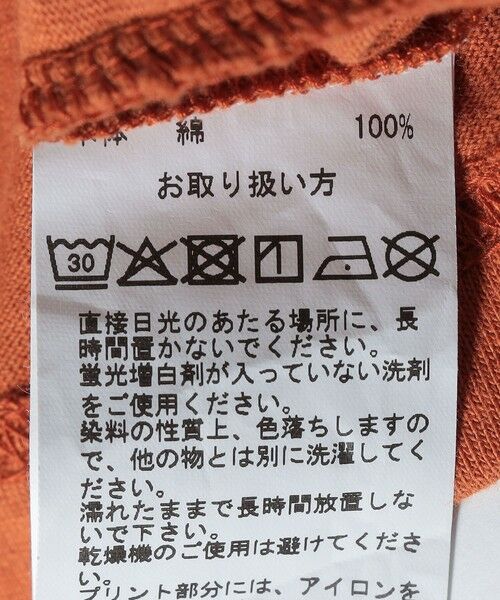 体 綿 100%
お取り扱い方
30
直接日光のあたる場所に、長
時間置かないでください。
蛍光増白剤が入っていない洗剤
をご使用ください。
染料の性質上、色落ちしますの
で、他の物とは別に洗濯してく
ださい。
濡れたままで長時間放置しな
いで下さい。
乾燥機のご使用は避けてくださ
い。
プリント部分には、アイロンを